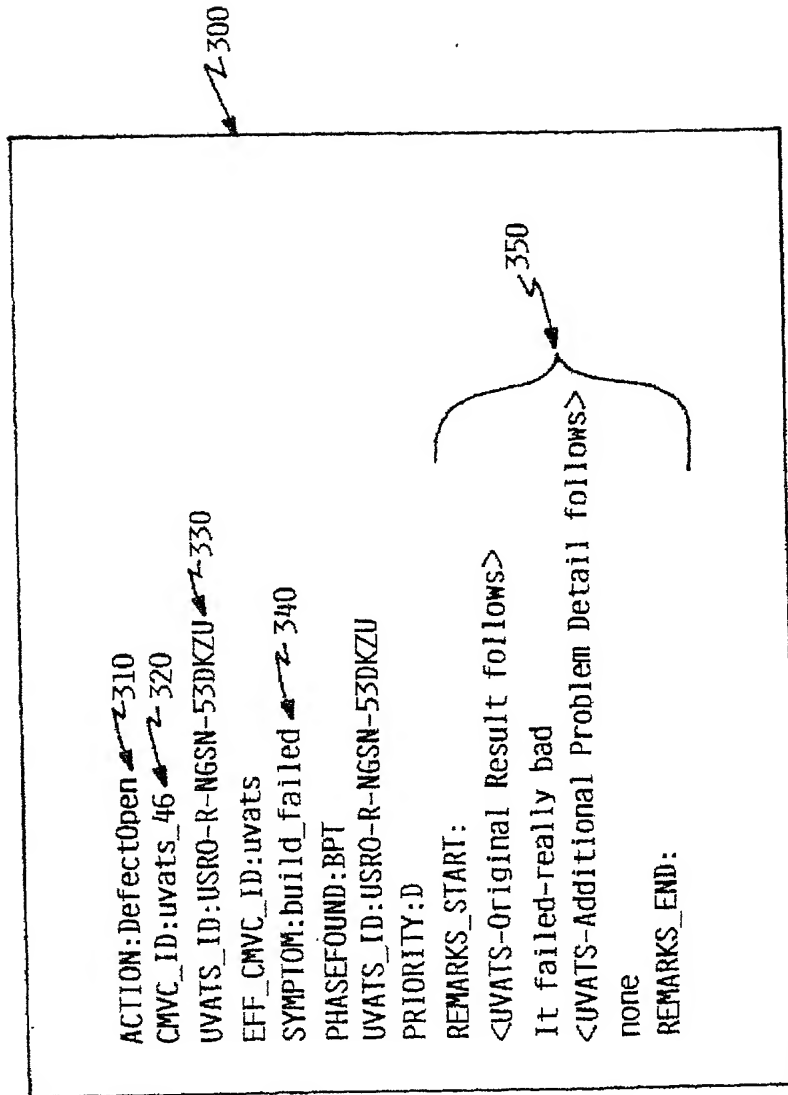 300
ACTION:DefectOpen 310
CMVC_ID:uvats_46 320
UVATS_ID:USRO-R-NGSN-53DKZU 330
EFF_CMVC_ID:uvats
SYMPTOM:build_failed 340
PHASEFOUND:BPT
UVATS_ID:USRO-R-NGSN-53DKZU
PRIORITY:D
REMARKS_START:
<UVATS-Original Result follows>
It failed-really bad
<UVATS-Additional Problem Detail follows>
none
REMARKS_END:
350